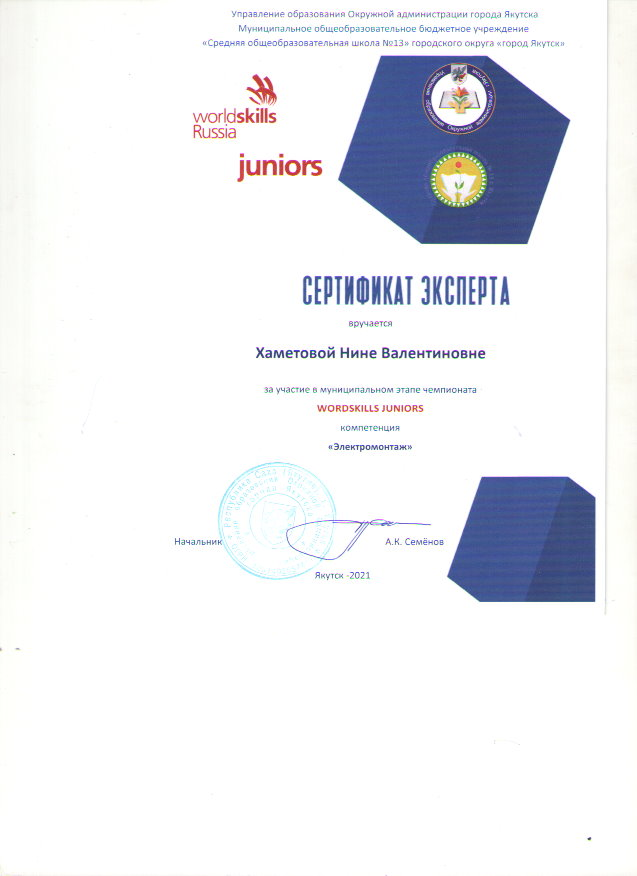 Управление образования Окружной администрации города Якутска
Муниципальное общеобразовательное бюджетное учреждение
«Средняя общеобразовательная школа №13» городского округа «город Якутск»
worldskills
Russia
juniors
СЕРТИФИКАТ ЭКСПЕРТА
вручается
Хаметовой Нине Валентиновне
за участие в муниципальном этапе чемпионата
WORDSKILLS JUNIORS
компетенция
«Электромонтаж»
Начальник А.К. Семёнов
Якутск -2021